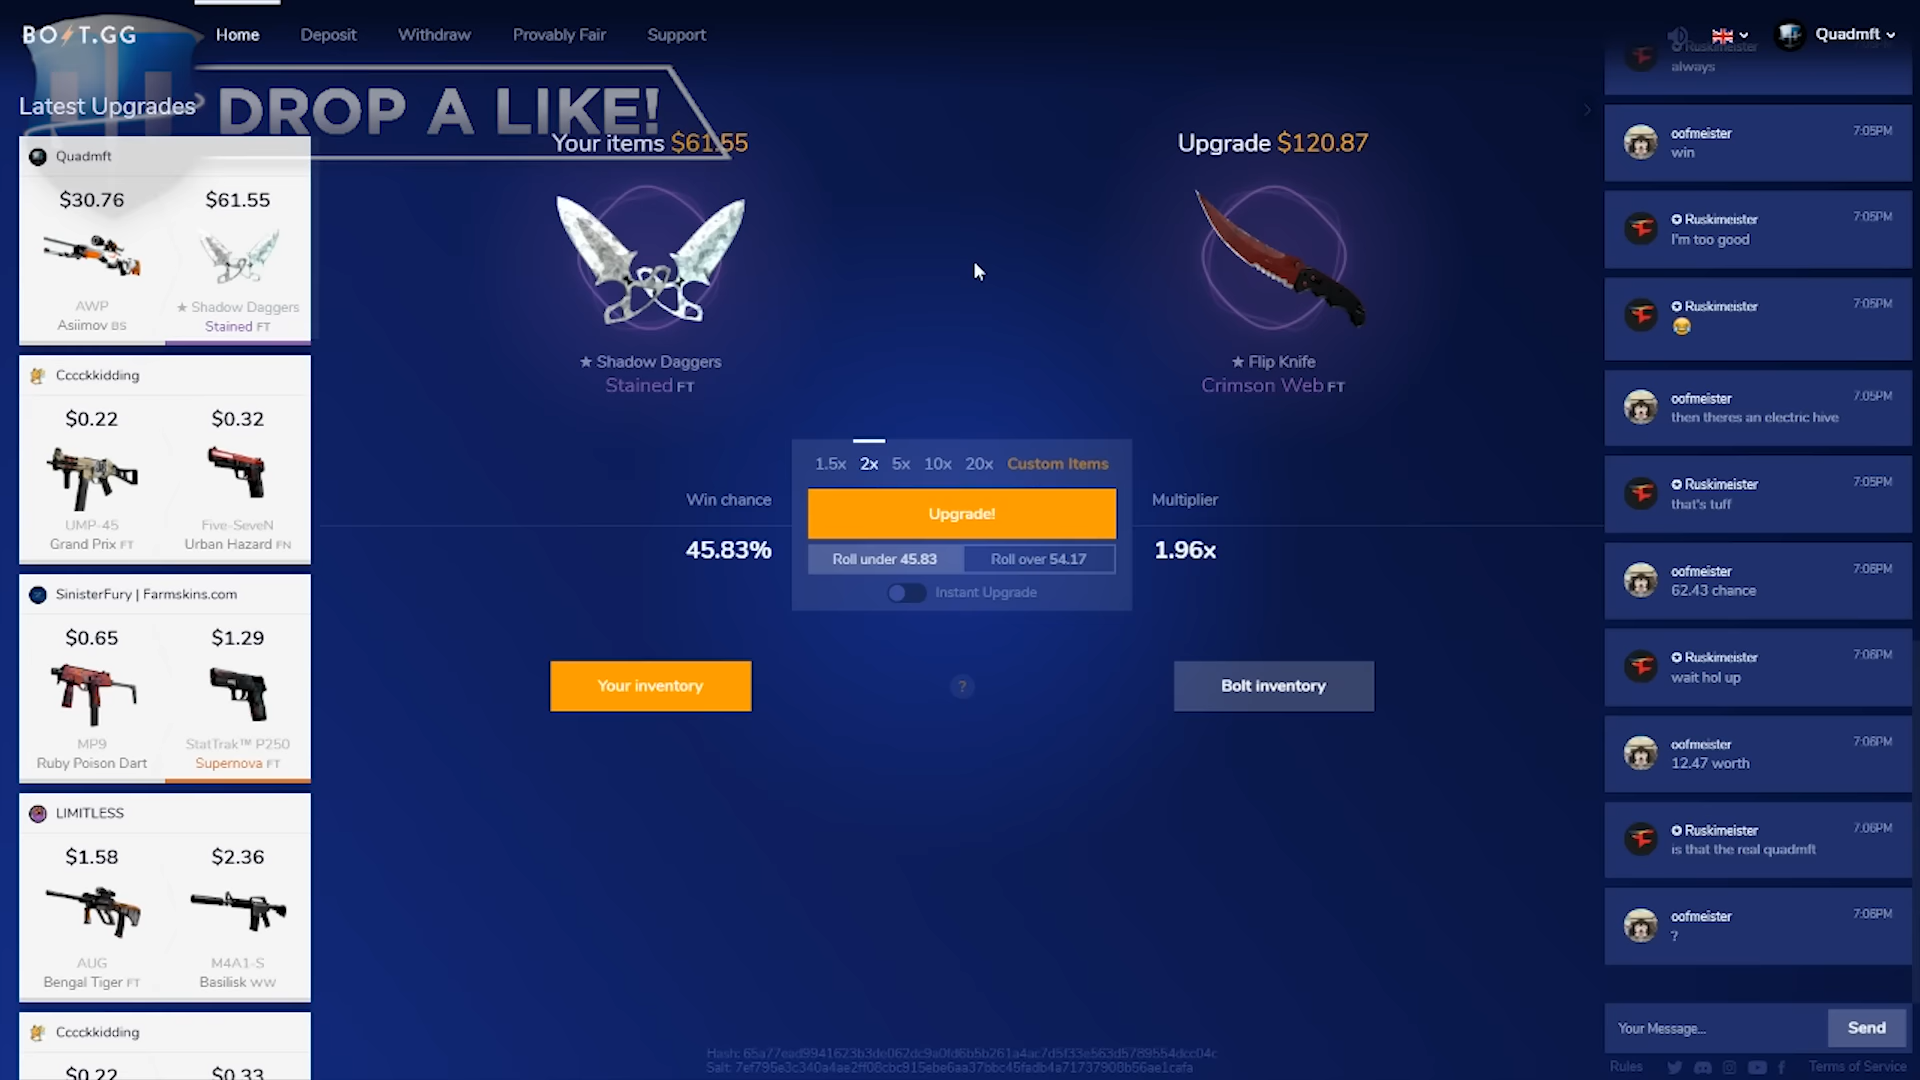 BOLT.GG
Home
Deposit
Withdraw
Provably Fair
Support
Quadmft
DROP A LIKE!
Latest Upgrades
Quadmft
$30.76
$61.55
AWP
Asiimov BS
★ Shadow Daggers
Stained FT
Cccckkidding
$0.22
$0.32
UMP-45
Grand Prix FT
Five-SeveN
Urban Hazard FN
SinisterFury | Farmskins.com
$0.65
$1.29
MP9
Ruby Poison Dart
StatTrak™ P250
Supernova FT
LIMITLESS
$1.58
$2.36
AUG
Bengal Tiger FT
M4A1-S
Basilisk WW
Cccckkidding
$0.22
$0.33
Your items $61.55
★ Shadow Daggers
Stained FT
Upgrade $120.87
★ Flip Knife
Crimson Web FT
1.5x
2x
5x
10x
20x
Custom Items
Win chance
45.83%
Upgrade!
Roll under 45.83
Roll over 54.17
Instant Upgrade
Multiplier
1.96x
Your inventory
?
Bolt inventory
Ruskimeister
always
oofmeister
7:05PM
win
Ruskimeister
7:05PM
I'm too good
Ruskimeister
7:05PM
😂
oofmeister
7:05PM
then theres an electric hive
Ruskimeister
7:05PM
that's tuff
oofmeister
7:06PM
62.43 chance
Ruskimeister
7:06PM
wait hol up
oofmeister
7:06PM
12.47 worth
Ruskimeister
7:06PM
is that the real quadmft
oofmeister
7:06PM
?
Your Message...
Send
Rules
Terms of Service
Hash:
Salt: